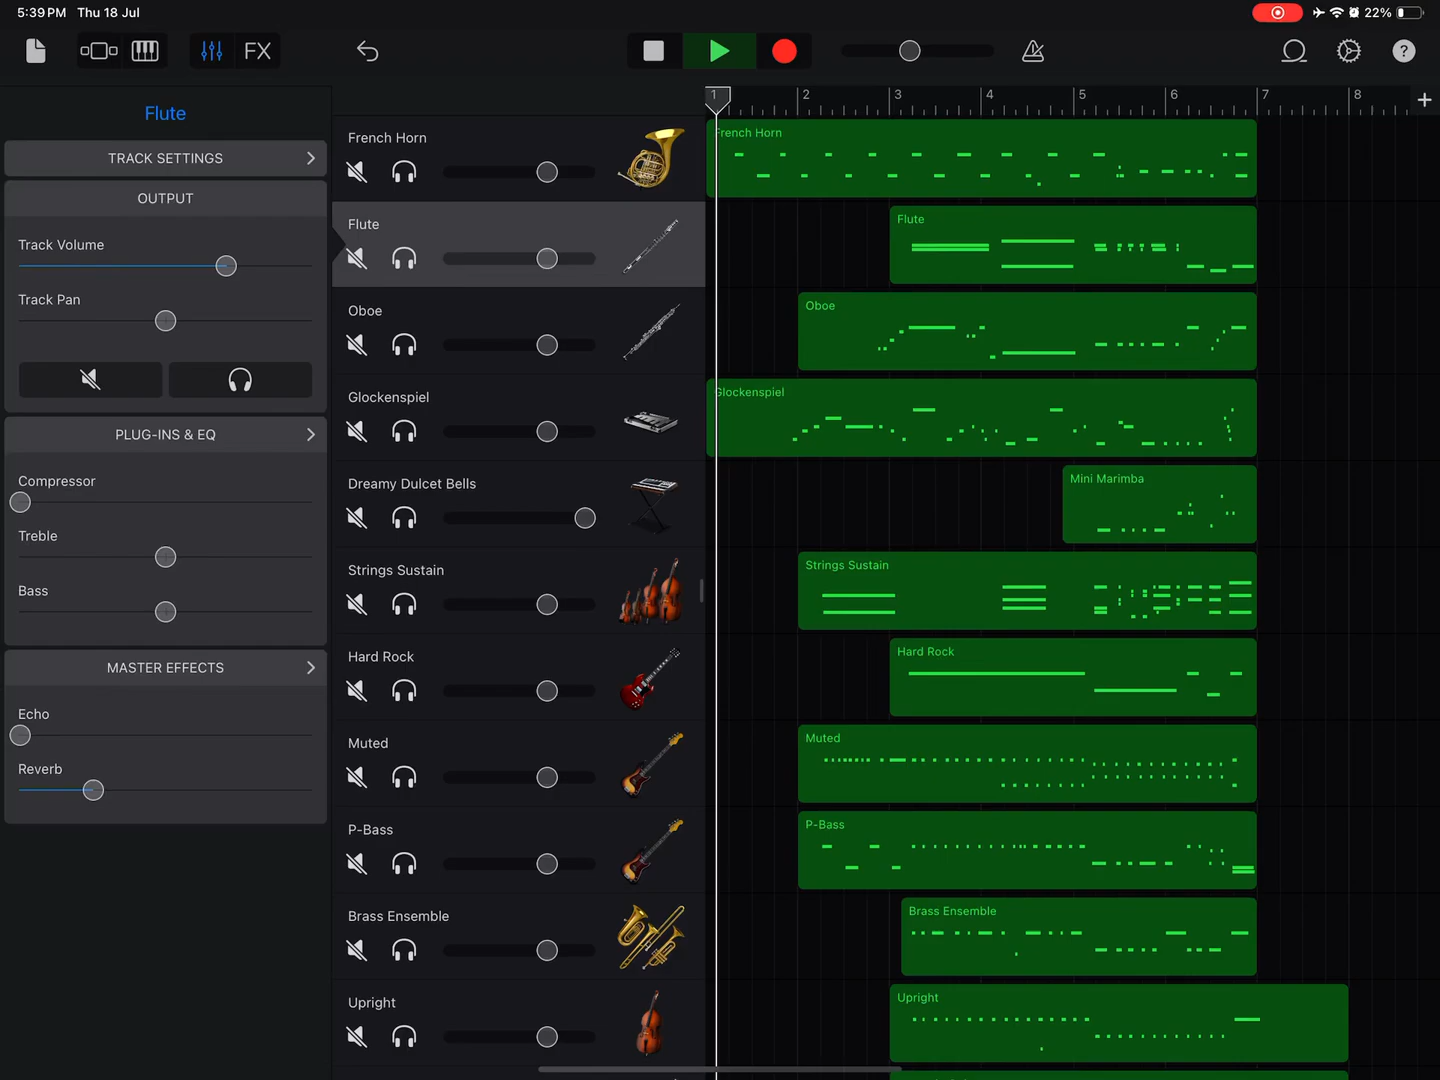 5:39 PM Thu 18 Jul
22%
FX
?
Flute
TRACK SETTINGS
OUTPUT
Track Volume
Track Pan
PLUG-INS & EQ
Compressor
Treble
Bass
MASTER EFFECTS
Echo
Reverb
1 2 3 4 5 6 7 8 +
French Horn
Flute
Oboe
Glockenspiel
Dreamy Dulcet Bells
Strings Sustain
Hard Rock
Muted
P-Bass
Brass Ensemble
Upright
French Horn
Flute
Oboe
Glockenspiel
Mini Marimba
Strings Sustain
Hard Rock
Muted
P-Bass
Brass Ensemble
Upright